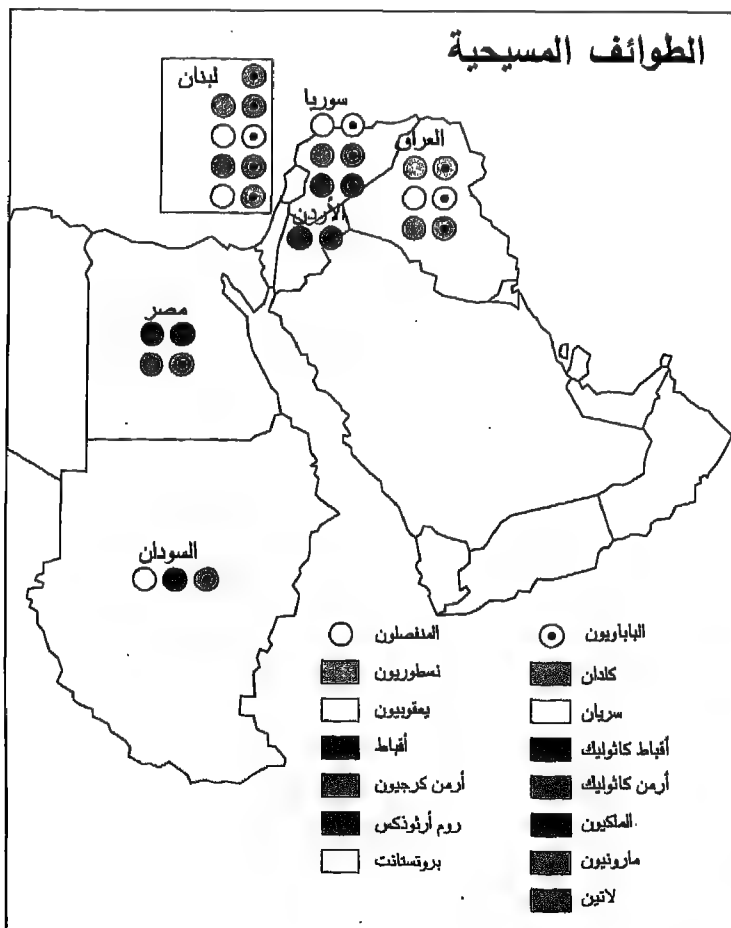 الطوائف المسيحية
لبنان
سوريا
العراق
الأردن
مصر
السودان
المنفصلون
نسطوريون
يعقوبيون
أقباط
أرمن كرجيون
روم أرثوذكس
بروتستانت
الباباويون
كلدان
سريان
أقباط كاثوليك
أرمن كاثوليك
الملكيون
مارونيون
لاتين